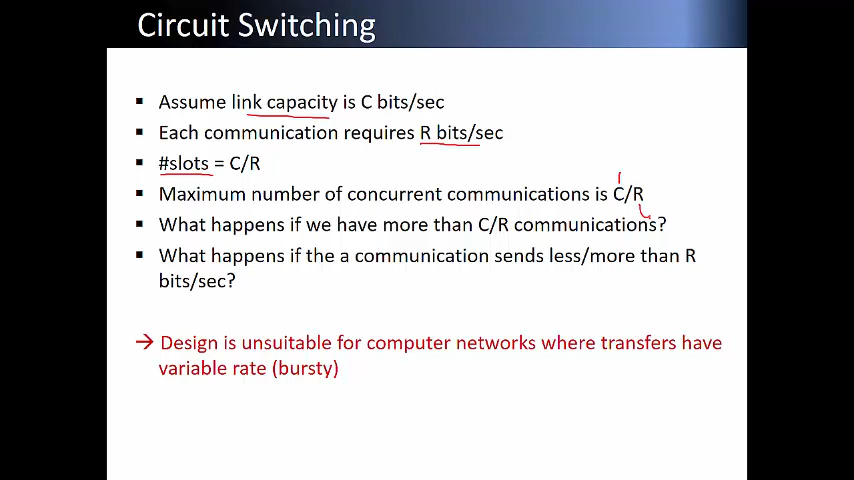 Circuit Switching
▪ Assume link capacity is C bits/sec
▪ Each communication requires R bits/sec
▪ #slots = C/R
▪ Maximum number of concurrent communications is C/R
▪ What happens if we have more than C/R communications?
▪ What happens if the a communication sends less/more than R
bits/sec?
→ Design is unsuitable for computer networks where transfers have
variable rate (bursty)